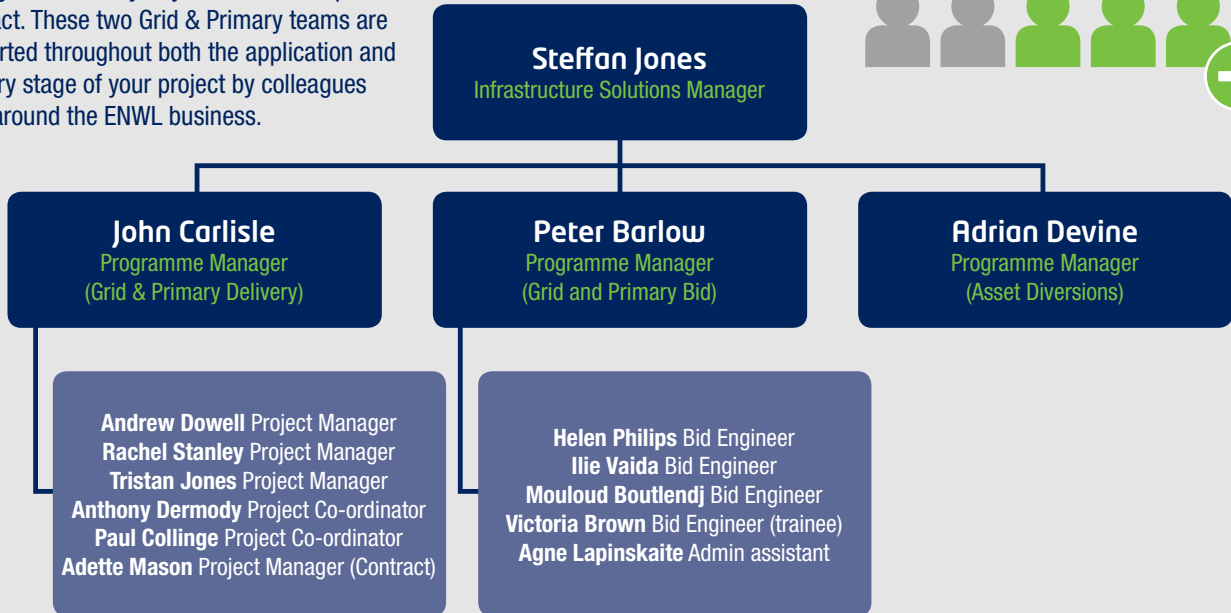 act. These two Grid & Primary teams are
rted throughout both the application and
ry stage of your project by colleagues
around the ENWL business.
Steffan Jones
Infrastructure Solutions Manager
John Carlisle
Programme Manager
(Grid & Primary Delivery)
Peter Barlow
Programme Manager
(Grid and Primary Bid)
Adrian Devine
Programme Manager
(Asset Diversions)
Andrew Dowell Project Manager
Rachel Stanley Project Manager
Tristan Jones Project Manager
Anthony Dermody Project Co-ordinator
Paul Collinge Project Co-ordinator
Adette Mason Project Manager (Contract)
Helen Philips Bid Engineer
Ilie Vaida Bid Engineer
Mouloud Boutlendj Bid Engineer
Victoria Brown Bid Engineer (trainee)
Agne Lapinskaite Admin assistant